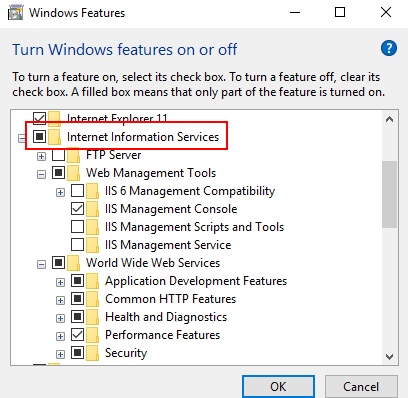 Windows Features
Turn Windows features on or off
To turn a feature on, select its check box. To turn a feature off, clear its
check box. A filled box means that only part of the feature is turned on.
Internet Explorer 11
Internet Information Services
FTP Server
Web Management Tools
IIS 6 Management Compatibility
IIS Management Console
IIS Management Scripts and Tools
IIS Management Service
World Wide Web Services
Application Development Features
Common HTTP Features
Health and Diagnostics
Performance Features
Security
OK
Cancel